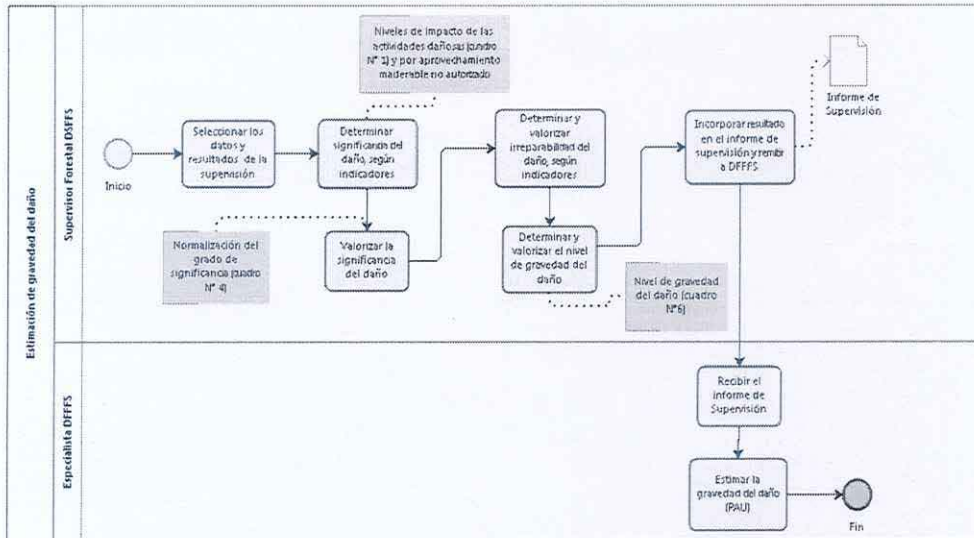 Estimación de gravedad del daño
Supervisor Forestal DSFFS
Inicio
Seleccionar los
datos y
resultados de la
supervisión
Niveles de impacto de las
actividades dañosas (cuadro
N° 1) y por aprovechamiento
maderable no autorizado
Determinar
significancia del
daño, según
indicadores
Normalización del
grado de
significancia (cuadro
N° 4)
Valorizar la
significancia
del daño
Determinar y
valorizar
irreparabilidad del
daño, según
indicadores
Determinar y
valorizar el nivel
de gravedad del
daño
Nivel de gravedad
del daño (cuadro
N°6)
Incorporar resultado
en el informe de
supervisión y remitir
a DFFFS
Informe de
Supervisión
Especialista DFFFS
Recibir el
informe de
Supervisión
Estimar la
gravedad del daño
(PAU)
Fin